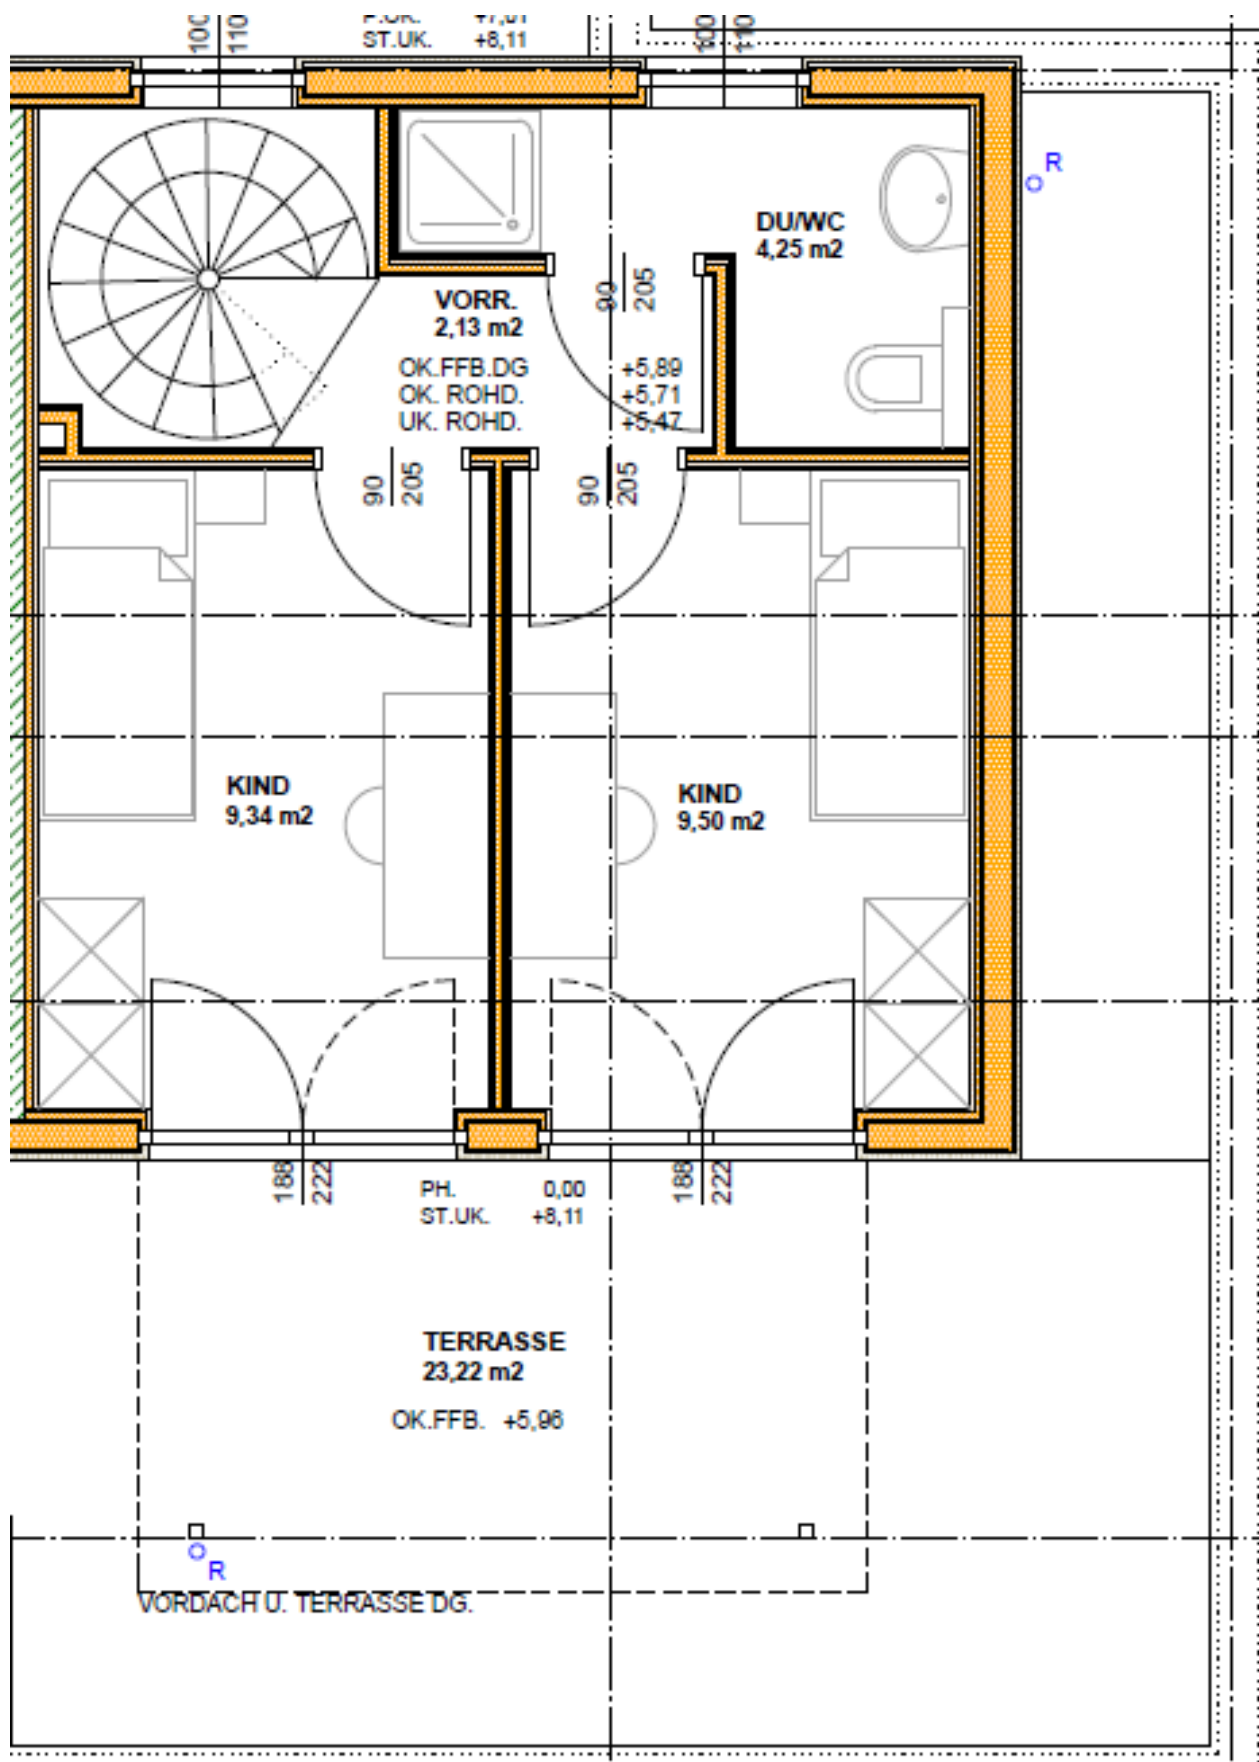 100
110
P.OK. +7,01
ST.UK. +8,11
100
110
R
DU/WC
4,25 m2
90
205
VORR.
2,13 m2
OK.FFB.DG +5,89
OK. ROHD. +5,71
UK. ROHD. +5,47
90
205
90
205
KIND
9,34 m2
KIND
9,50 m2
188
222
PH. 0,00
ST.UK. +8,11
188
222
TERRASSE
23,22 m2
OK.FFB. +5,96
R
VORDACH Ü. TERRASSE DG.